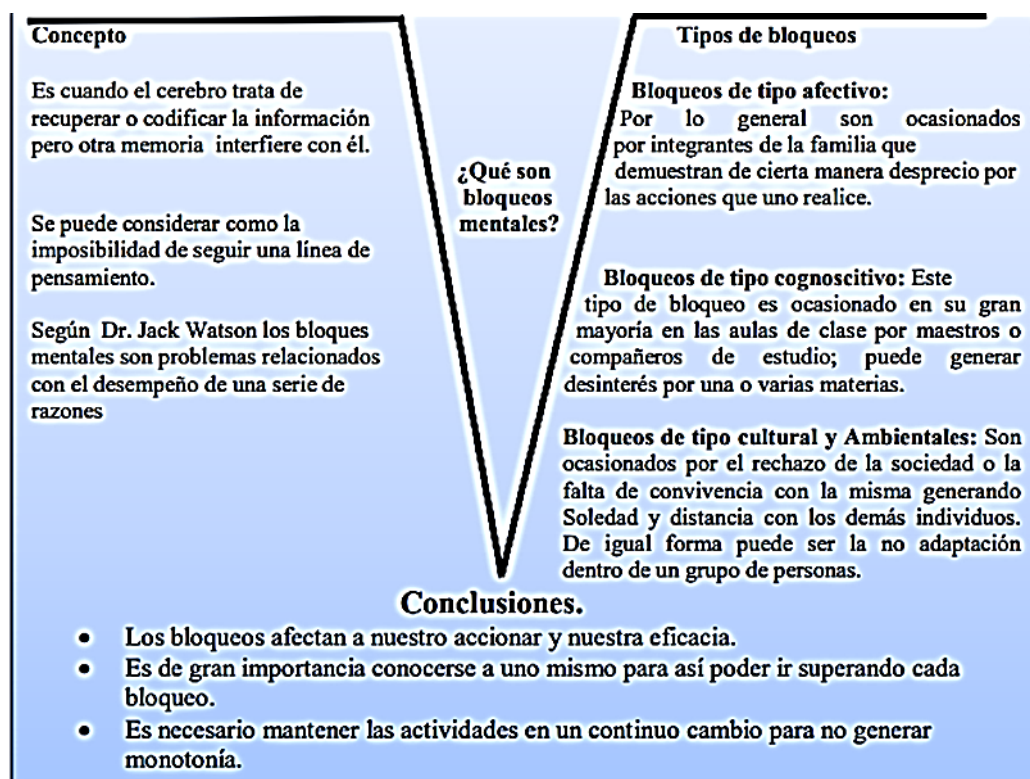 Concepto
Es cuando el cerebro trata de
recuperar o codificar la información
pero otra memoria interfiere con él.
Se puede considerar como la
imposibilidad de seguir una línea de
pensamiento.
Según Dr. Jack Watson los bloques
mentales son problemas relacionados
con el desempeño de una serie de
razones
¿Qué son
bloqueos
mentales?
Tipos de bloqueos
Bloqueos de tipo afectivo:
Por lo general son ocasionados
por integrantes de la familia que
demuestran de cierta manera desprecio por
las acciones que uno realice.
Bloqueos de tipo cognoscitivo: Este
tipo de bloqueo es ocasionado en su gran
mayoría en las aulas de clase por maestros o
compañeros de estudio; puede generar
desinterés por una o varias materias.
Bloqueos de tipo cultural y Ambientales: Son
ocasionados por el rechazo de la sociedad o la
falta de convivencia con la misma generando
Soledad y distancia con los demás individuos.
De igual forma puede ser la no adaptación
dentro de un grupo de personas.
Conclusiones.
• Los bloqueos afectan a nuestro accionar y nuestra eficacia.
• Es de gran importancia conocerse a uno mismo para así poder ir superando cada
bloqueo.
• Es necesario mantener las actividades en un continuo cambio para no generar
monotonía.